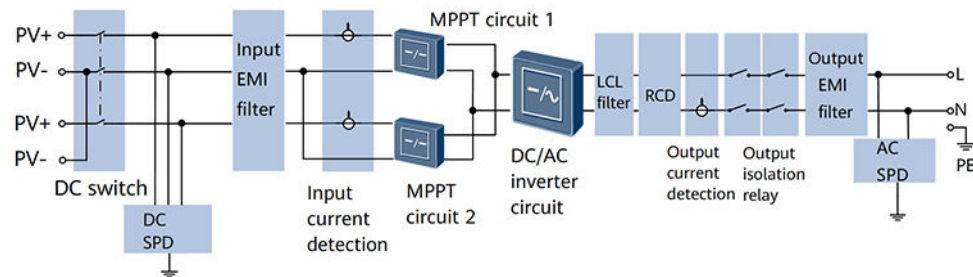 PV+
PV-
PV+
PV-
DC switch
DC
SPD
Input
EMI
filter
Input
current
detection
MPPT circuit 1
MPPT
circuit 2
DC/AC
inverter
circuit
LCL
filter
RCD
Output
current
detection
Output
isolation
relay
Output
EMI
filter
AC
SPD
L
N
PE